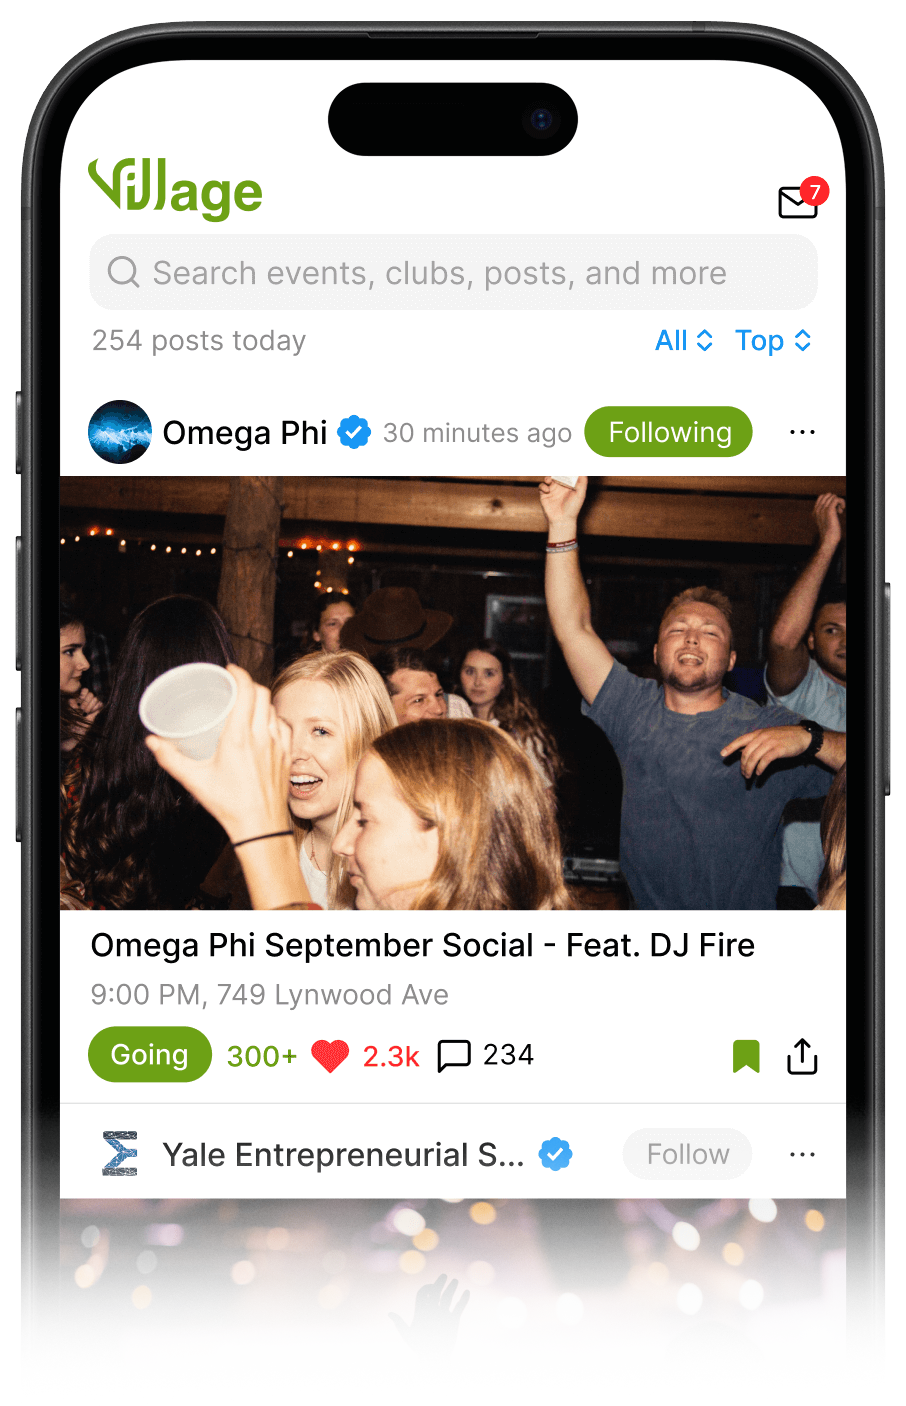 Village
7
Search events, clubs, posts, and more
254 posts today All Top
Omega Phi 30 minutes ago Following ...
Omega Phi September Social - Feat. DJ Fire
9:00 PM, 749 Lynwood Ave
Going 300+ 2.3k 234
Yale Entrepreneurial S... Follow ...